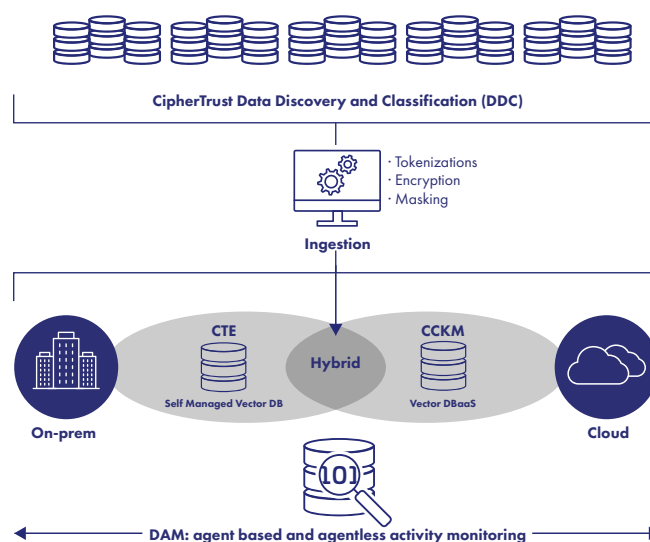 CipherTrust Data Discovery and Classification (DDC)
· Tokenizations
· Encryption
· Masking
Ingestion
CTE
CCKM
Hybrid
Self Managed Vector DB
Vector DBaaS
On-prem
Cloud
101
DAM: agent based and agentless activity monitoring